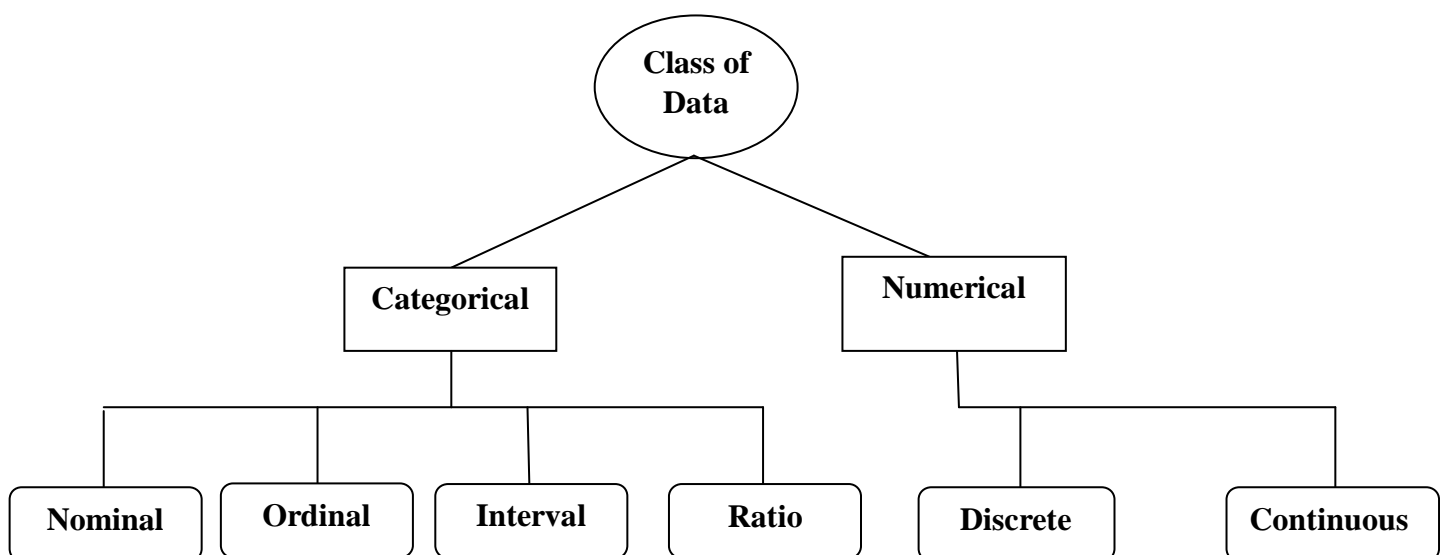 Class of
Data
Categorical
Numerical
Nominal
Ordinal
Interval
Ratio
Discrete
Continuous